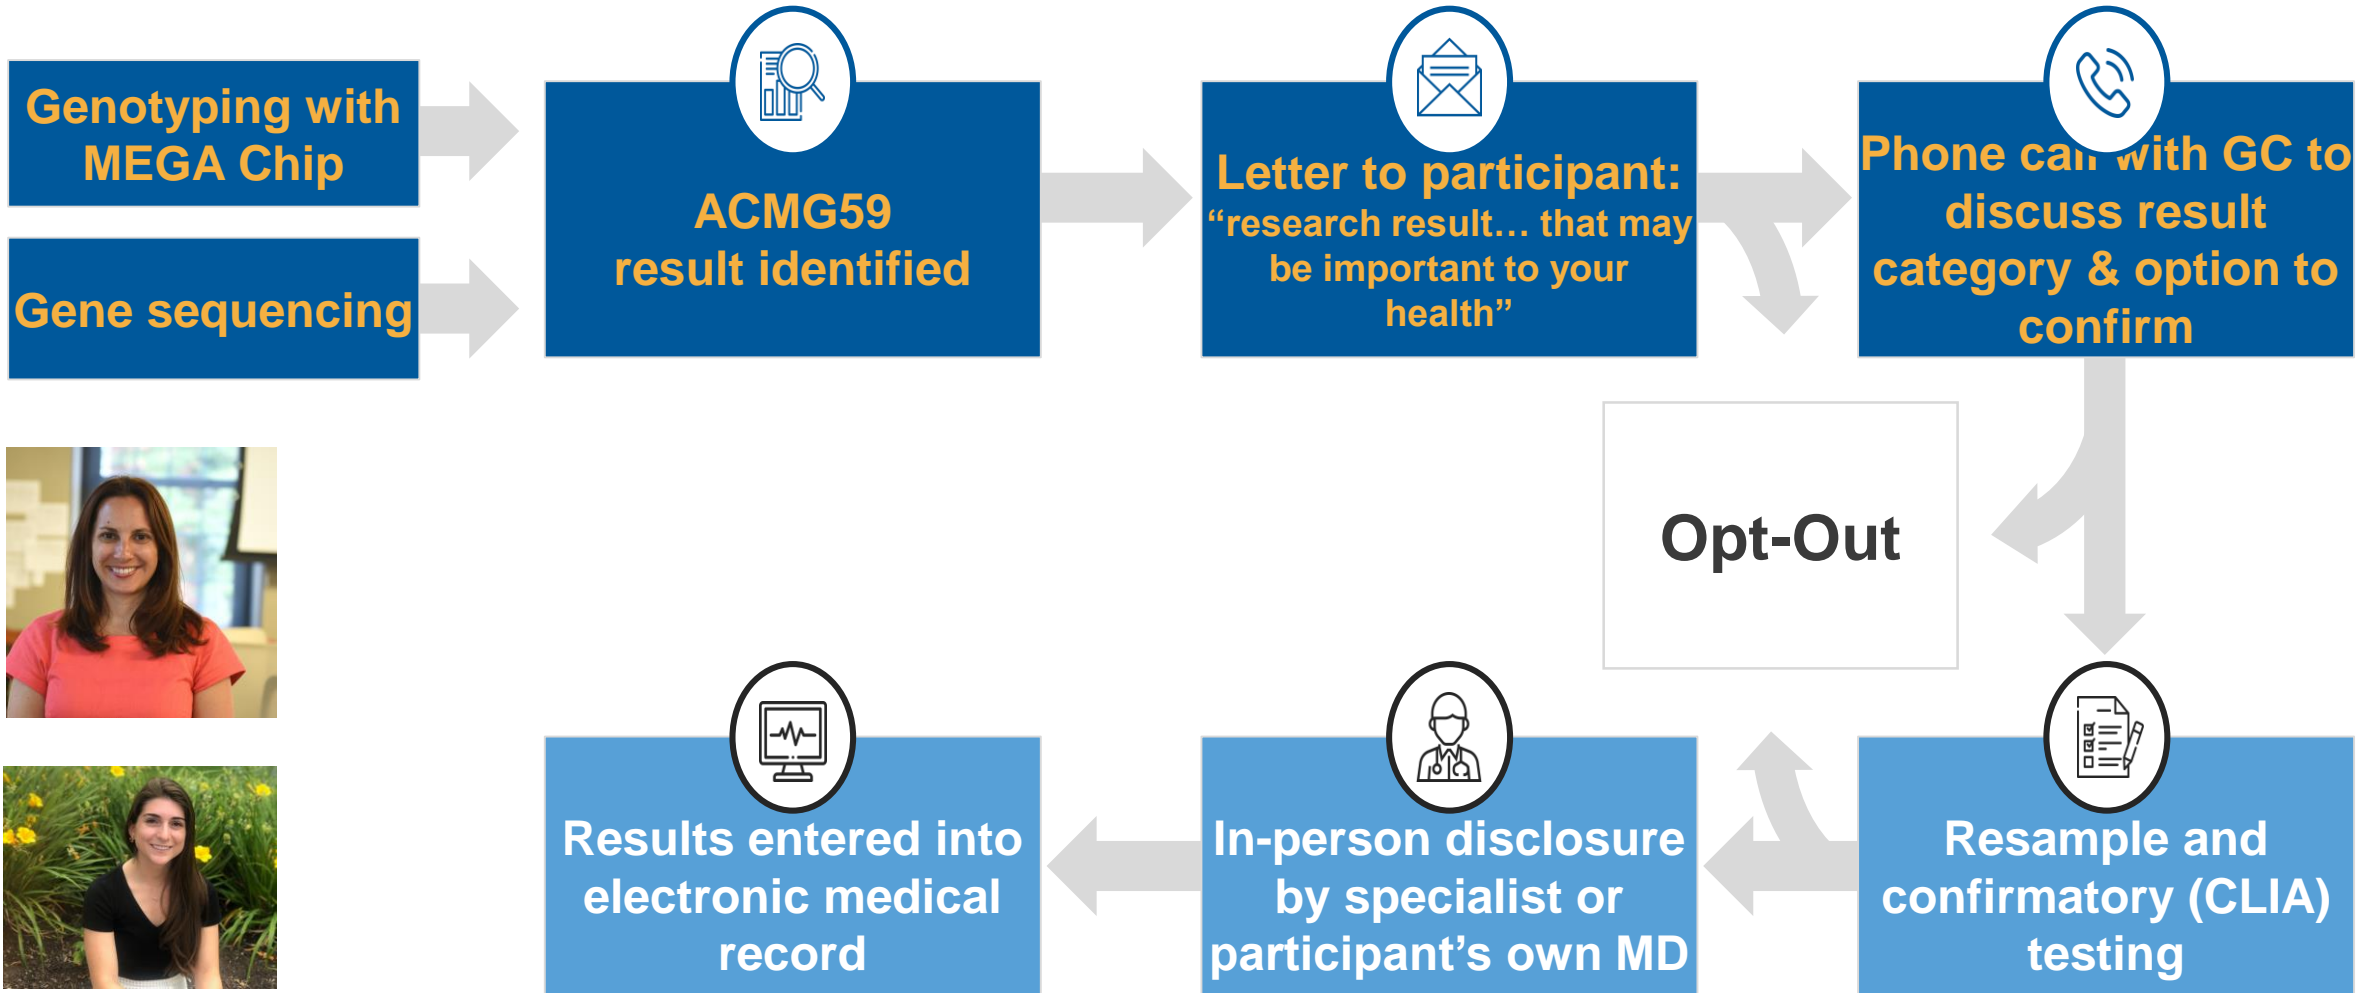 Genotyping with
MEGA Chip
Gene sequencing
ACMG59
result identified
Letter to participant:
“research result… that may
be important to your
health”
Phone call with GC to
discuss result
category & option to
confirm
Opt-Out
Resample and
confirmatory (CLIA)
testing
In-person disclosure
by specialist or
participant’s own MD
Results entered into
electronic medical
record